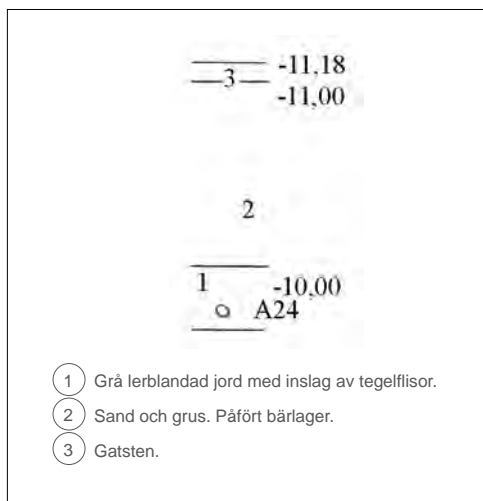 -11,18
3
-11,00
2
1 -10,00
A24
1 Grå lerblandad jord med inslag av tegelflisor.
2 Sand och grus. Påfört bärlager.
3 Gatsten.